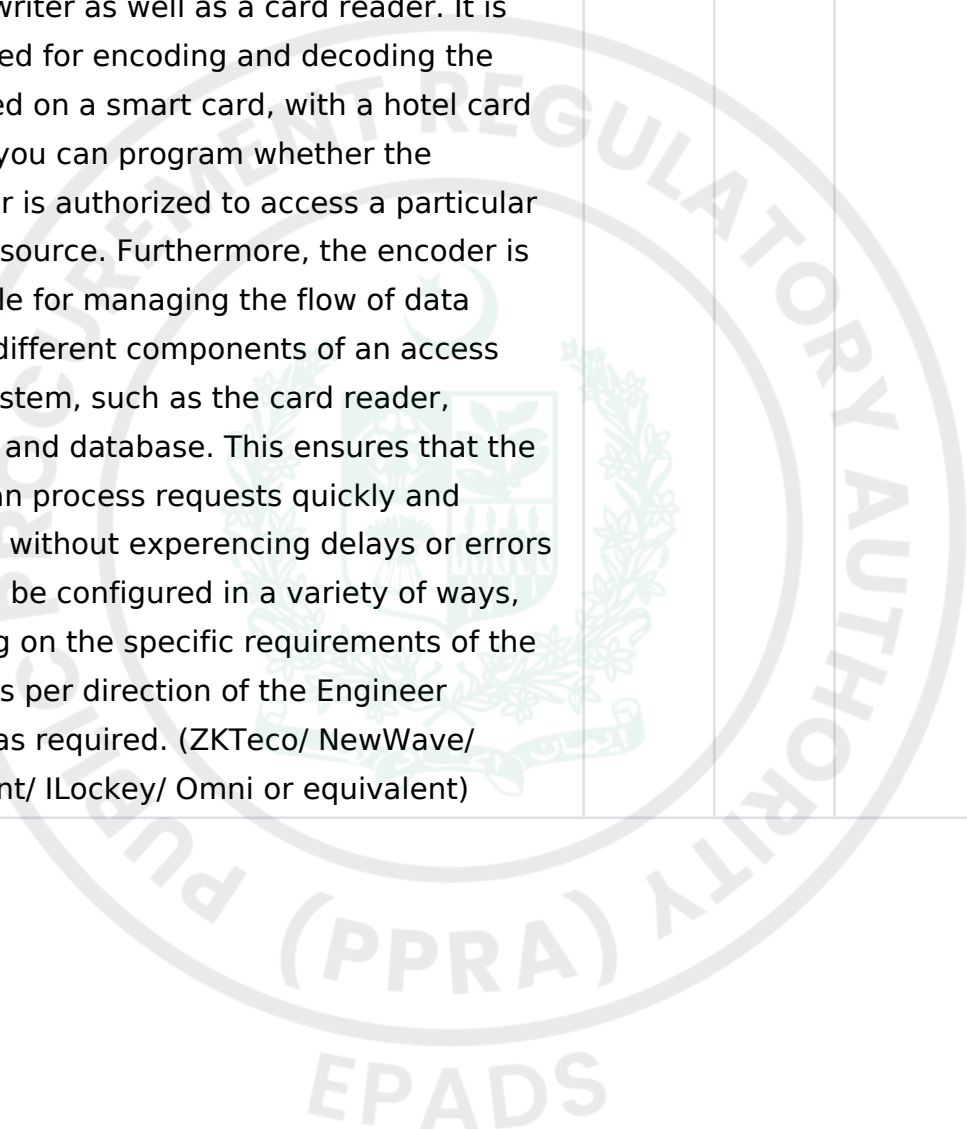 writer as well as a card reader. It is
ed for encoding and decoding the
ed on a smart card, with a hotel card
you can program whether the
r is authorized to access a particular
source. Furthermore, the encoder is
le for managing the flow of data
different components of an access
stem, such as the card reader,
and database. This ensures that the
an process requests quickly and
without experencing delays or errors
be configured in a variety of ways,
g on the specific requirements of the
s per direction of the Engineer
as required. (ZKTeco/ NewWave/
nt/ ILockey/ Omni or equivalent)
PUBLIC PROCUREMENT REGULATORY AUTHORITY
(PPRA)
EPADS